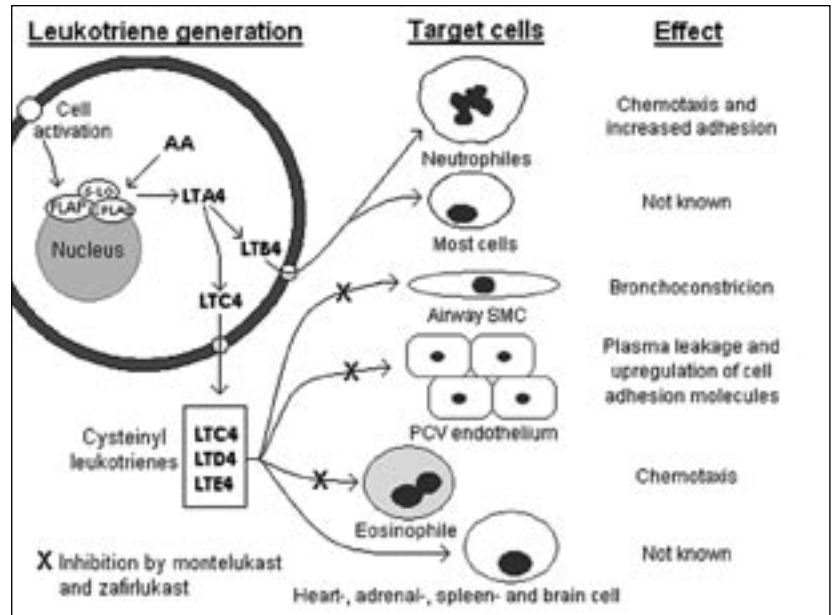 Leukotriene generation
Target cells
Effect
Cell
activation
AA
5-LO
FLAP
LTA4
Nucleus
LTB4
LTC4
Neutrophiles
Chemotaxis and
increased adhesion
Most cells
Not known
X
Airway SMC
Bronchoconstricion
X
PCV endothelium
Plasma leakage and
upregulation of cell
adhesion molecules
Cysteinyl
leukotrienes
LTC4
LTD4
LTE4
X
Eosinophile
Chemotaxis
Not known
X Inhibition by montelukast
and zafirlukast
Heart-, adrenal-, spleen- and brain cell